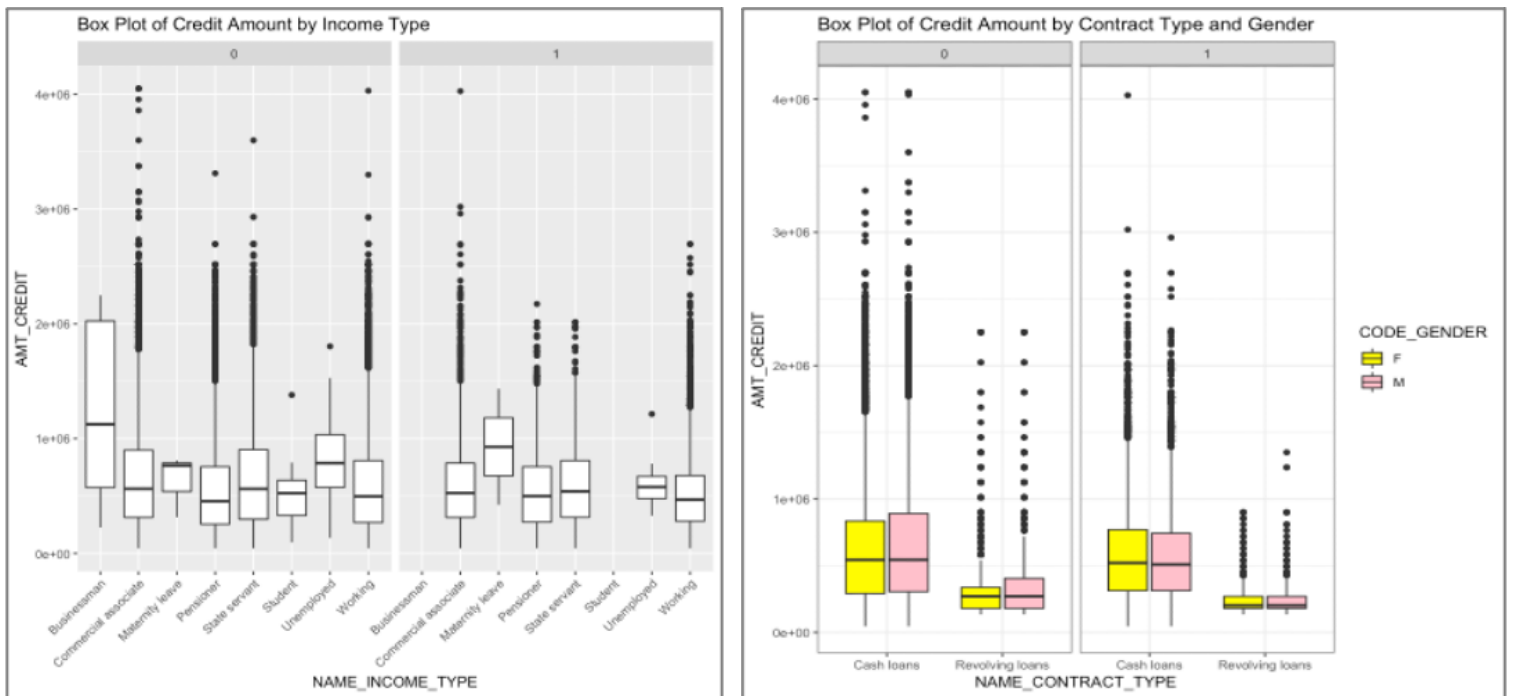 Box Plot of Credit Amount by Income Type
0
1
4e+06
3e+06
2e+06
1e+06
0e+00
AMT_CREDIT
Businessman
Commercial associate
Maternity leave
Pensioner
State servant
Student
Unemployed
Working
Businessman
Commercial associate
Maternity leave
Pensioner
State servant
Student
Unemployed
Working
NAME_INCOME_TYPE
Box Plot of Credit Amount by Contract Type and Gender
0
1
4e+06
3e+06
2e+06
1e+06
0e+00
AMT_CREDIT
Cash loans
Revolving loans
Cash loans
Revolving loans
NAME_CONTRACT_TYPE
CODE_GENDER
F
M